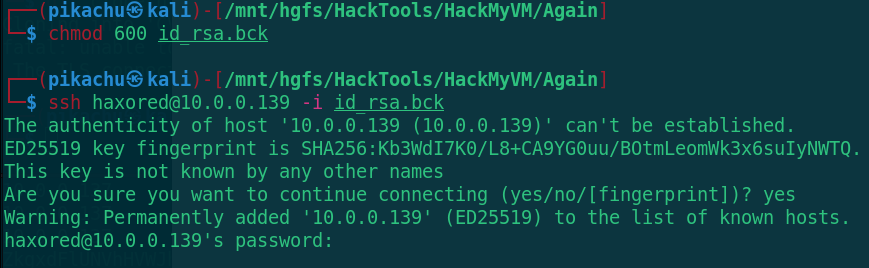 ┌──(pikachu㉿kali)-[/mnt/hgfs/HackTools/HackMyVM/Again]
└─$ chmod 600 id_rsa.bck
┌──(pikachu㉿kali)-[/mnt/hgfs/HackTools/HackMyVM/Again]
└─$ ssh haxored@10.0.0.139 -i id_rsa.bck
The authenticity of host '10.0.0.139 (10.0.0.139)' can't be established.
ED25519 key fingerprint is SHA256:Kb3WdI7K0/L8+CA9YG0uu/BOtmLeomWk3x6suIyNWTQ.
This key is not known by any other names
Are you sure you want to continue connecting (yes/no/[fingerprint])? yes
Warning: Permanently added '10.0.0.139' (ED25519) to the list of known hosts.
haxored@10.0.0.139's password: